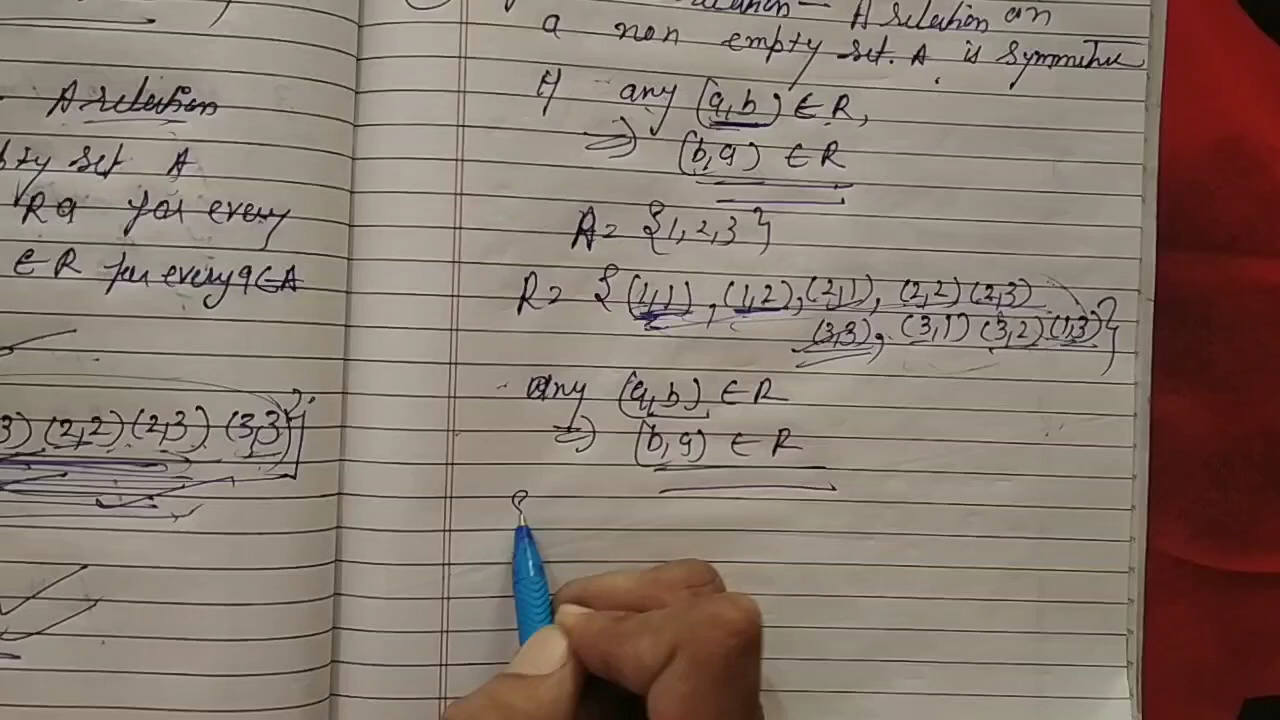 A relation
set A
Ra for every
∈ R for every a ∈ A
3) (2,2) (2,3) (3,3)}
A relation on
a non empty set. A is symmetric
if any (a,b) ∈ R,
⇒ (b,a) ∈ R
A = {1,2,3}
R = { (1,1), (1,2), (2,1), (2,2) (2,3)
(3,3), (3,1) (3,2) (1,3)}
any (a,b) ∈ R
⇒ (b,a) ∈ R